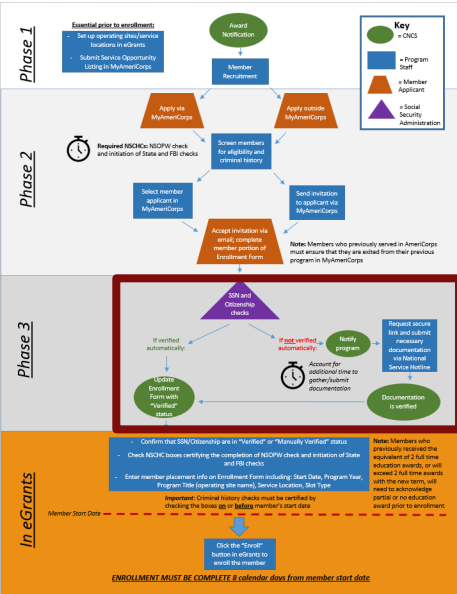 Phase 1
Essential prior to enrollment:
- Set up operating sites/service
locations in eGrants
- Submit Service Opportunity
Listing in MyAmeriCorps
Award
Notification
Member
Recruitment
Key
= CNCS
= Program
Staff
= Member
Applicant
= Social
Security
Administration
Phase 2
Apply via
MyAmeriCorps
Apply outside
MyAmeriCorps
Required NSCHCs: NSOPW check
and initiation of State and FBI checks
Screen members
for eligibility and
criminal history
Select member
applicant in
MyAmeriCorps
Send invitation
to applicant via
MyAmeriCorps
Accept invitation via
email; complete
member portion of
Enrollment Form
Note: Members who previously served in AmeriCorps
must ensure that they are exited from their previous
program in MyAmeriCorps
Phase 3
SSN and
Citizenship
checks
If verified
automatically:
If not verified
automatically:
Notify
program
Request secure
link and submit
necessary
documentation
via National
Service Hotline
Account for
additional time to
gather/submit
documentation
Update
Enrollment
Form with
"Verified"
status
Documentation
is verified
In eGrants
- Confirm that SSN/Citizenship are in "Verified" or "Manually Verified" status
- Check NSCHC boxes certifying the completion of NSOPW check and initiation of State
and FBI checks
- Enter member placement info on Enrollment Form including: Start Date, Program Year,
Program Title (operating site name), Service Location, Slot Type
Note: Members who
previously received the
equivalent of 2 full time
education awards, or will
exceed 2 full time awards
with the new term, will
need to acknowledge
partial or no education
award prior to enrollment
Important: Criminal history checks must be certified by
checking the boxes on or before member's start date
Member Start Date
Click the "Enroll"
button in eGrants to
enroll the member
ENROLLMENT MUST BE COMPLETE 8 calendar days from member start date